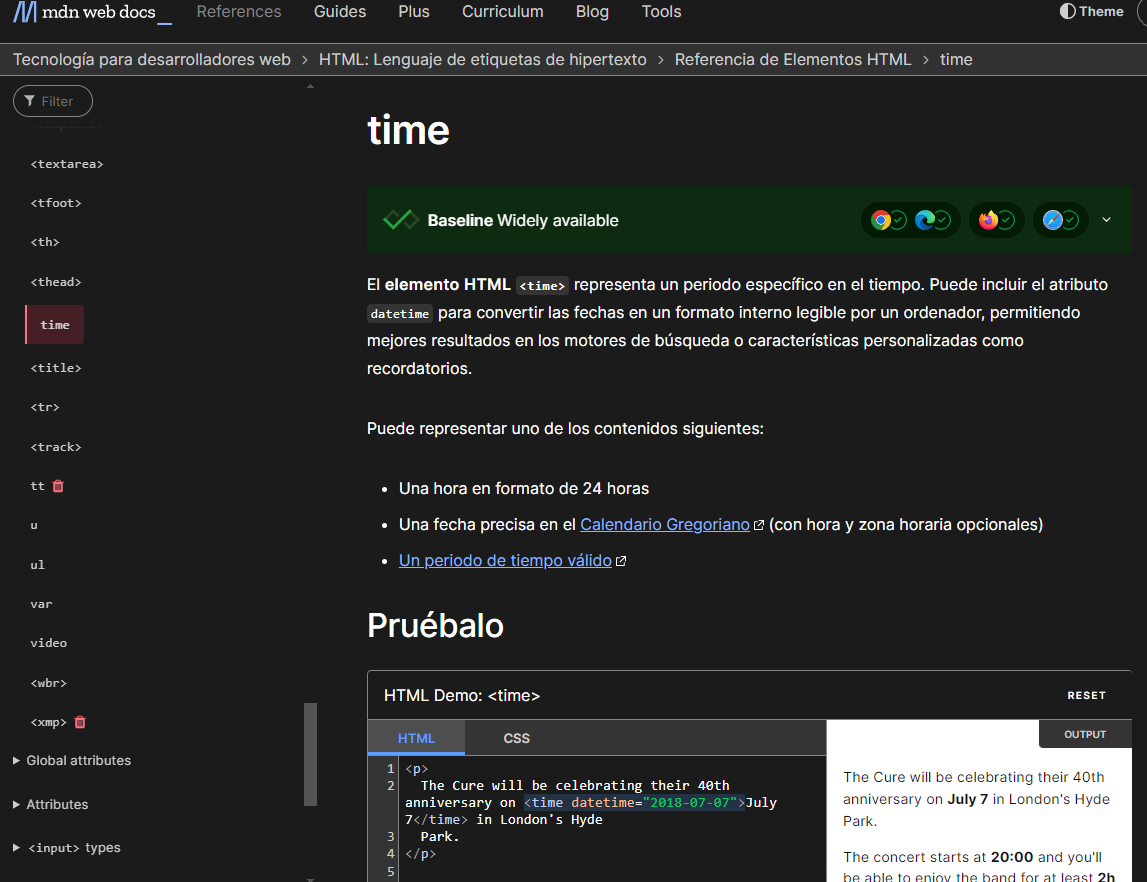 mdn web docs_ References Guides Plus Curriculum Blog Tools Theme
Tecnología para desarrolladores web > HTML: Lenguaje de etiquetas de hipertexto > Referencia de Elementos HTML > time
Filter
<textarea>
<tfoot>
<th>
<thead>
time
<title>
<tr>
<track>
tt
u
ul
var
video
<wbr>
<xmp>
Global attributes
Attributes
<input> types
time
Baseline Widely available
El elemento HTML <time> representa un periodo específico en el tiempo. Puede incluir el atributo
datetime para convertir las fechas en un formato interno legible por un ordenador, permitiendo
mejores resultados en los motores de búsqueda o características personalizadas como
recordatorios.
Puede representar uno de los contenidos siguientes:
• Una hora en formato de 24 horas
• Una fecha precisa en el Calendario Gregoriano (con hora y zona horaria opcionales)
• Un periodo de tiempo válido
Pruébalo
HTML Demo: <time>
RESET
HTML CSS
1 <p>
2 The Cure will be celebrating their 40th
anniversary on <time datetime="2018-07-07">July
7</time> in London's Hyde
3 Park.
4 </p>
5
OUTPUT
The Cure will be celebrating their 40th
anniversary on July 7 in London's Hyde
Park.
The concert starts at 20:00 and you'll
be able to enjoy the band for at least 2h